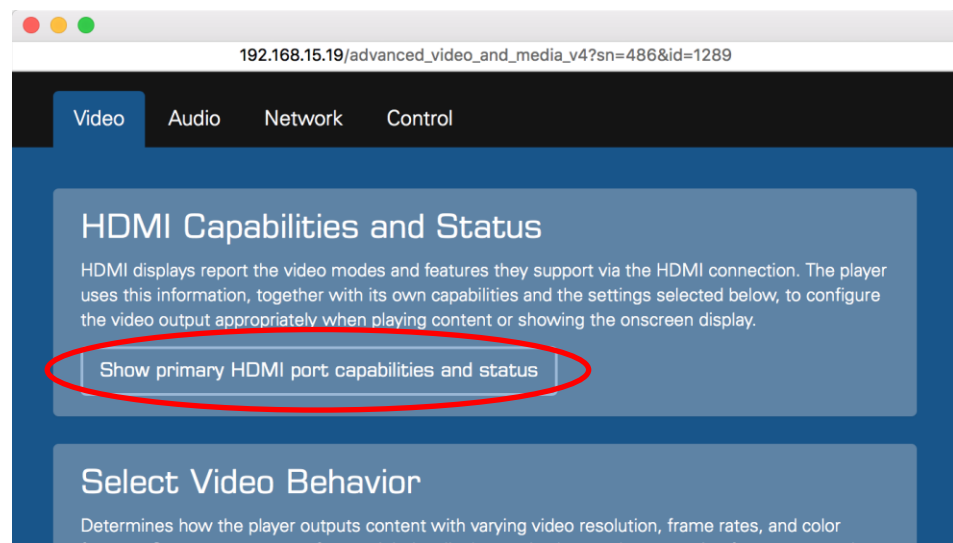 192.168.15.19/advanced_video_and_media_v4?sn=486&id=1289
Video Audio Network Control
HDMI Capabilities and Status
HDMI displays report the video modes and features they support via the HDMI connection. The player
uses this information, together with its own capabilities and the settings selected below, to configure
the video output appropriately when playing content or showing the onscreen display.
Show primary HDMI port capabilities and status
Select Video Behavior
Determines how the player outputs content with varying video resolution, frame rates, and color